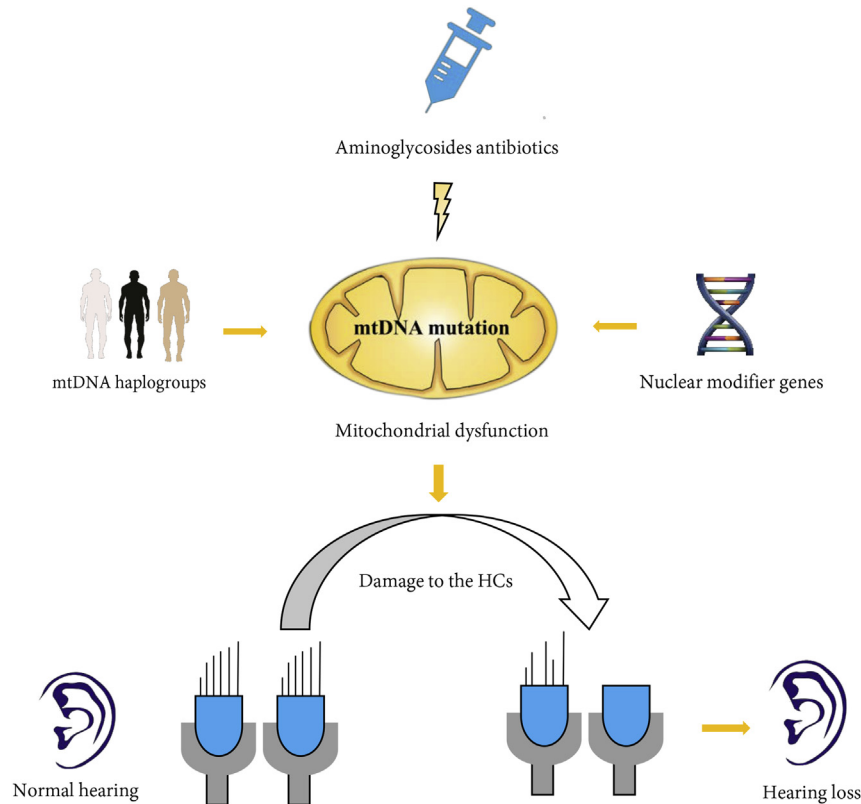 Aminoglycosides antibiotics
mtDNA mutation
mtDNA haplogroups
Nuclear modifier genes
Mitochondrial dysfunction
Damage to the HCs
Normal hearing
Hearing loss